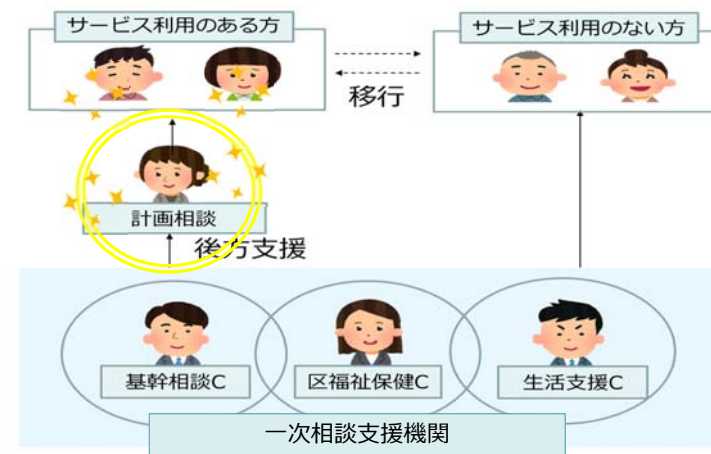 サービス利用のある方
サービス利用のない方
移行
計画相談
後方支援
基幹相談C
区福祉保健C
生活支援C
一次相談支援機関